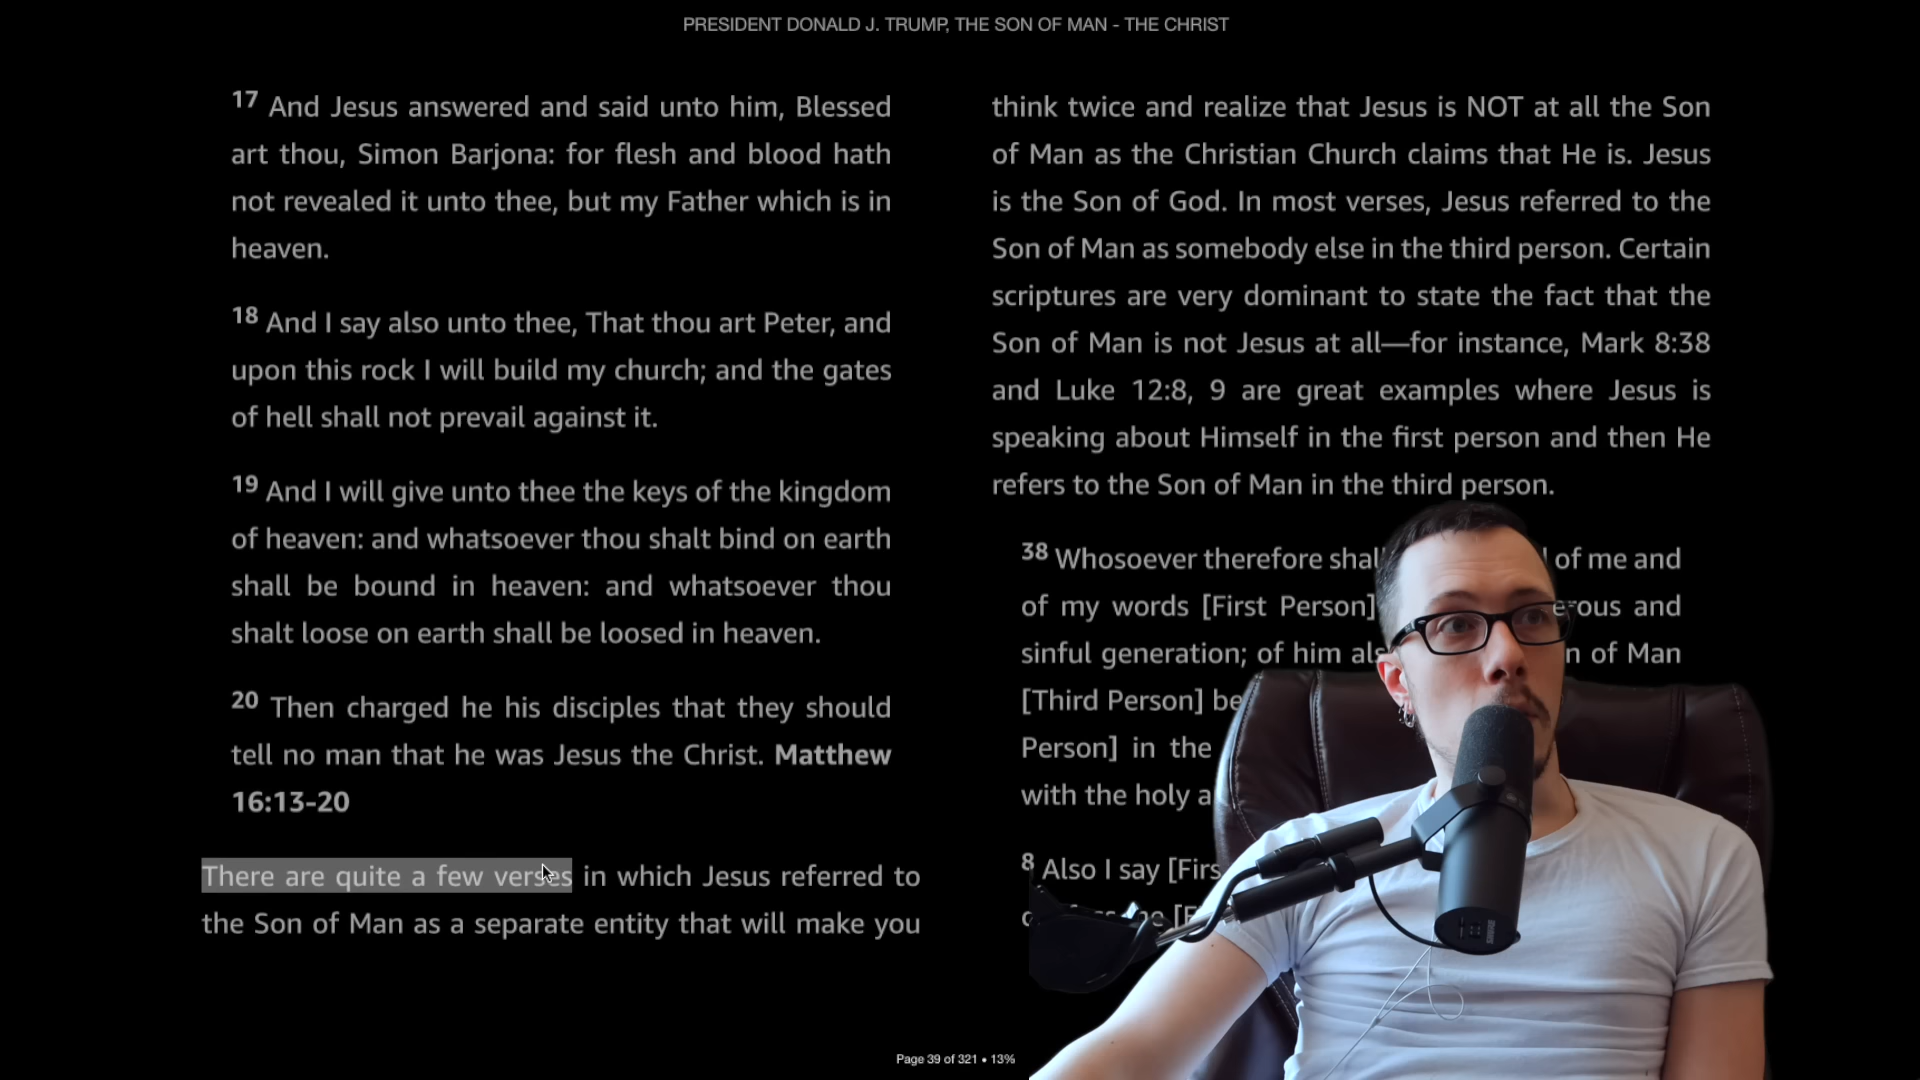 PRESIDENT DONALD J. TRUMP, THE SON OF MAN - THE CHRIST
17 And Jesus answered and said unto him, Blessed
art thou, Simon Barjona: for flesh and blood hath
not revealed it unto thee, but my Father which is in
heaven.
18 And I say also unto thee, That thou art Peter, and
upon this rock I will build my church; and the gates
of hell shall not prevail against it.
19 And I will give unto thee the keys of the kingdom
of heaven: and whatsoever thou shalt bind on earth
shall be bound in heaven: and whatsoever thou
shalt loose on earth shall be loosed in heaven.
20 Then charged he his disciples that they should
tell no man that he was Jesus the Christ. Matthew
16:13-20
There are quite a few verses in which Jesus referred to
the Son of Man as a separate entity that will make you
think twice and realize that Jesus is NOT at all the Son
of Man as the Christian Church claims that He is. Jesus
is the Son of God. In most verses, Jesus referred to the
Son of Man as somebody else in the third person. Certain
scriptures are very dominant to state the fact that the
Son of Man is not Jesus at all—for instance, Mark 8:38
and Luke 12:8, 9 are great examples where Jesus is
speaking about Himself in the first person and then He
refers to the Son of Man in the third person.
38 Whosoever therefore of me and
of my words [First Person] and
sinful generation; of him of Man
[Third Person]
Person] in the
with the holy
8 Also I say
Page 39 of 321 • 13%